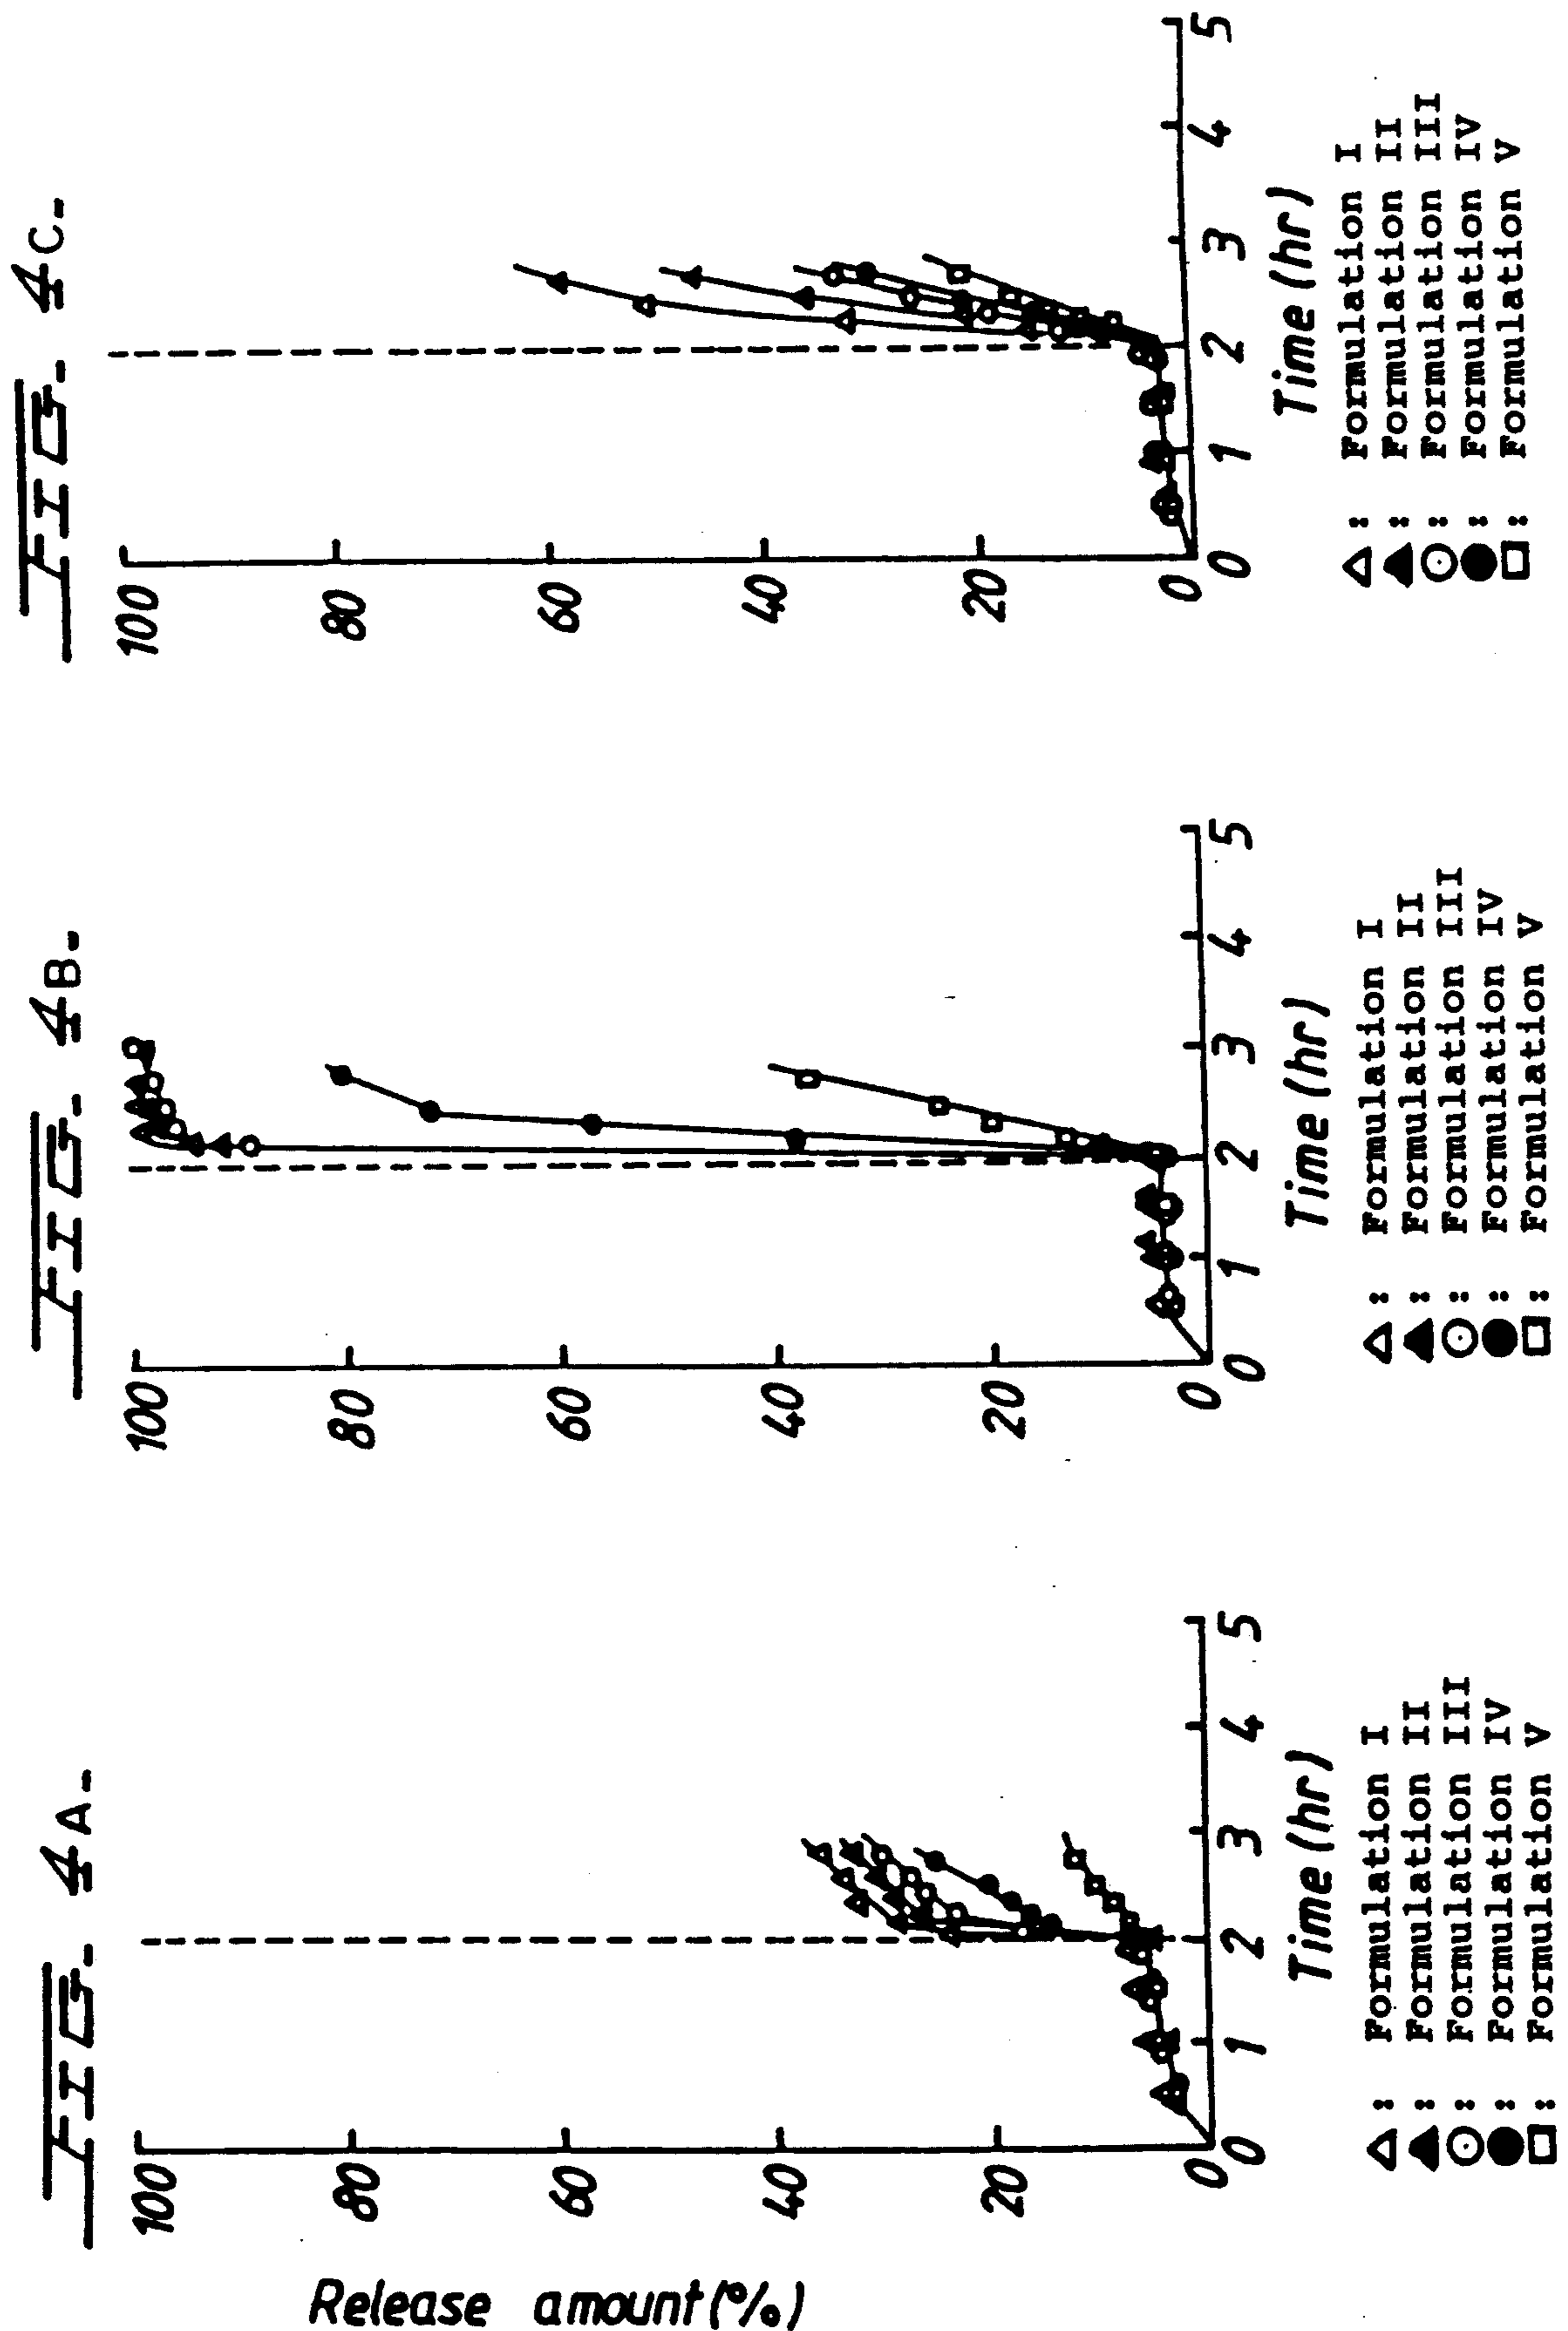 FIG. 4A.
Release amount (%)
100
80
60
40
20
0
0 1 2 3 4 5
Time (hr)
△ : Formulation I
▲ : Formulation II
⊙ : Formulation III
● : Formulation IV
□ : Formulation V
FIG. 4B.
100
80
60
40
20
0
0 1 2 3 4 5
Time (hr)
△ : Formulation I
▲ : Formulation II
⊙ : Formulation III
● : Formulation IV
□ : Formulation V
FIG. 4C.
100
80
60
40
20
0
0 1 2 3 4 5
Time (hr)
△ : Formulation I
▲ : Formulation II
⊙ : Formulation III
● : Formulation IV
□ : Formulation V